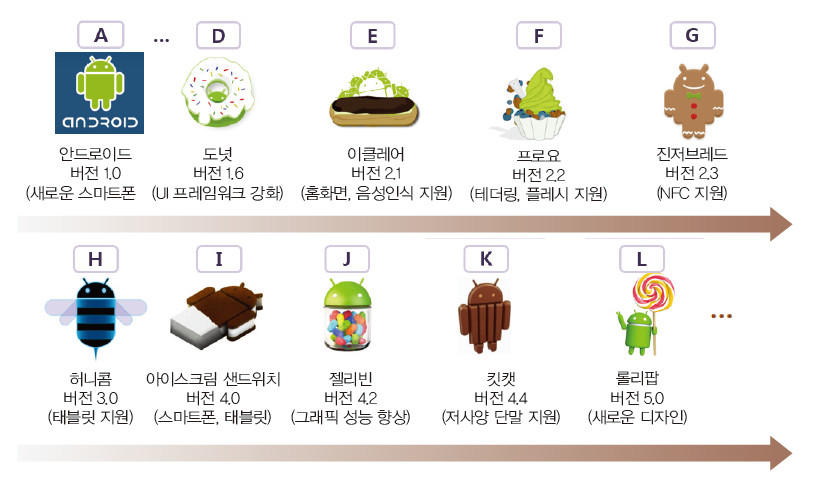 A ... D E F G
ANDROID
안드로이드 도넛 이클레어 프로요 진저브레드
버전 1.0 버전 1.6 버전 2.1 버전 2.2 버전 2.3
(새로운 스마트폰 (UI 프레임워크 강화) (홈화면, 음성인식 지원) (테더링, 플레시 지원) (NFC 지원)
H I J K L
...
허니콤 아이스크림 샌드위치 젤리빈 킷캣 롤리팝
버전 3.0 버전 4.0 버전 4.2 버전 4.4 버전 5.0
(태블릿 지원) (스마트폰, 태블릿) (그래픽 성능 향상) (저사양 단말 지원) (새로운 디자인)